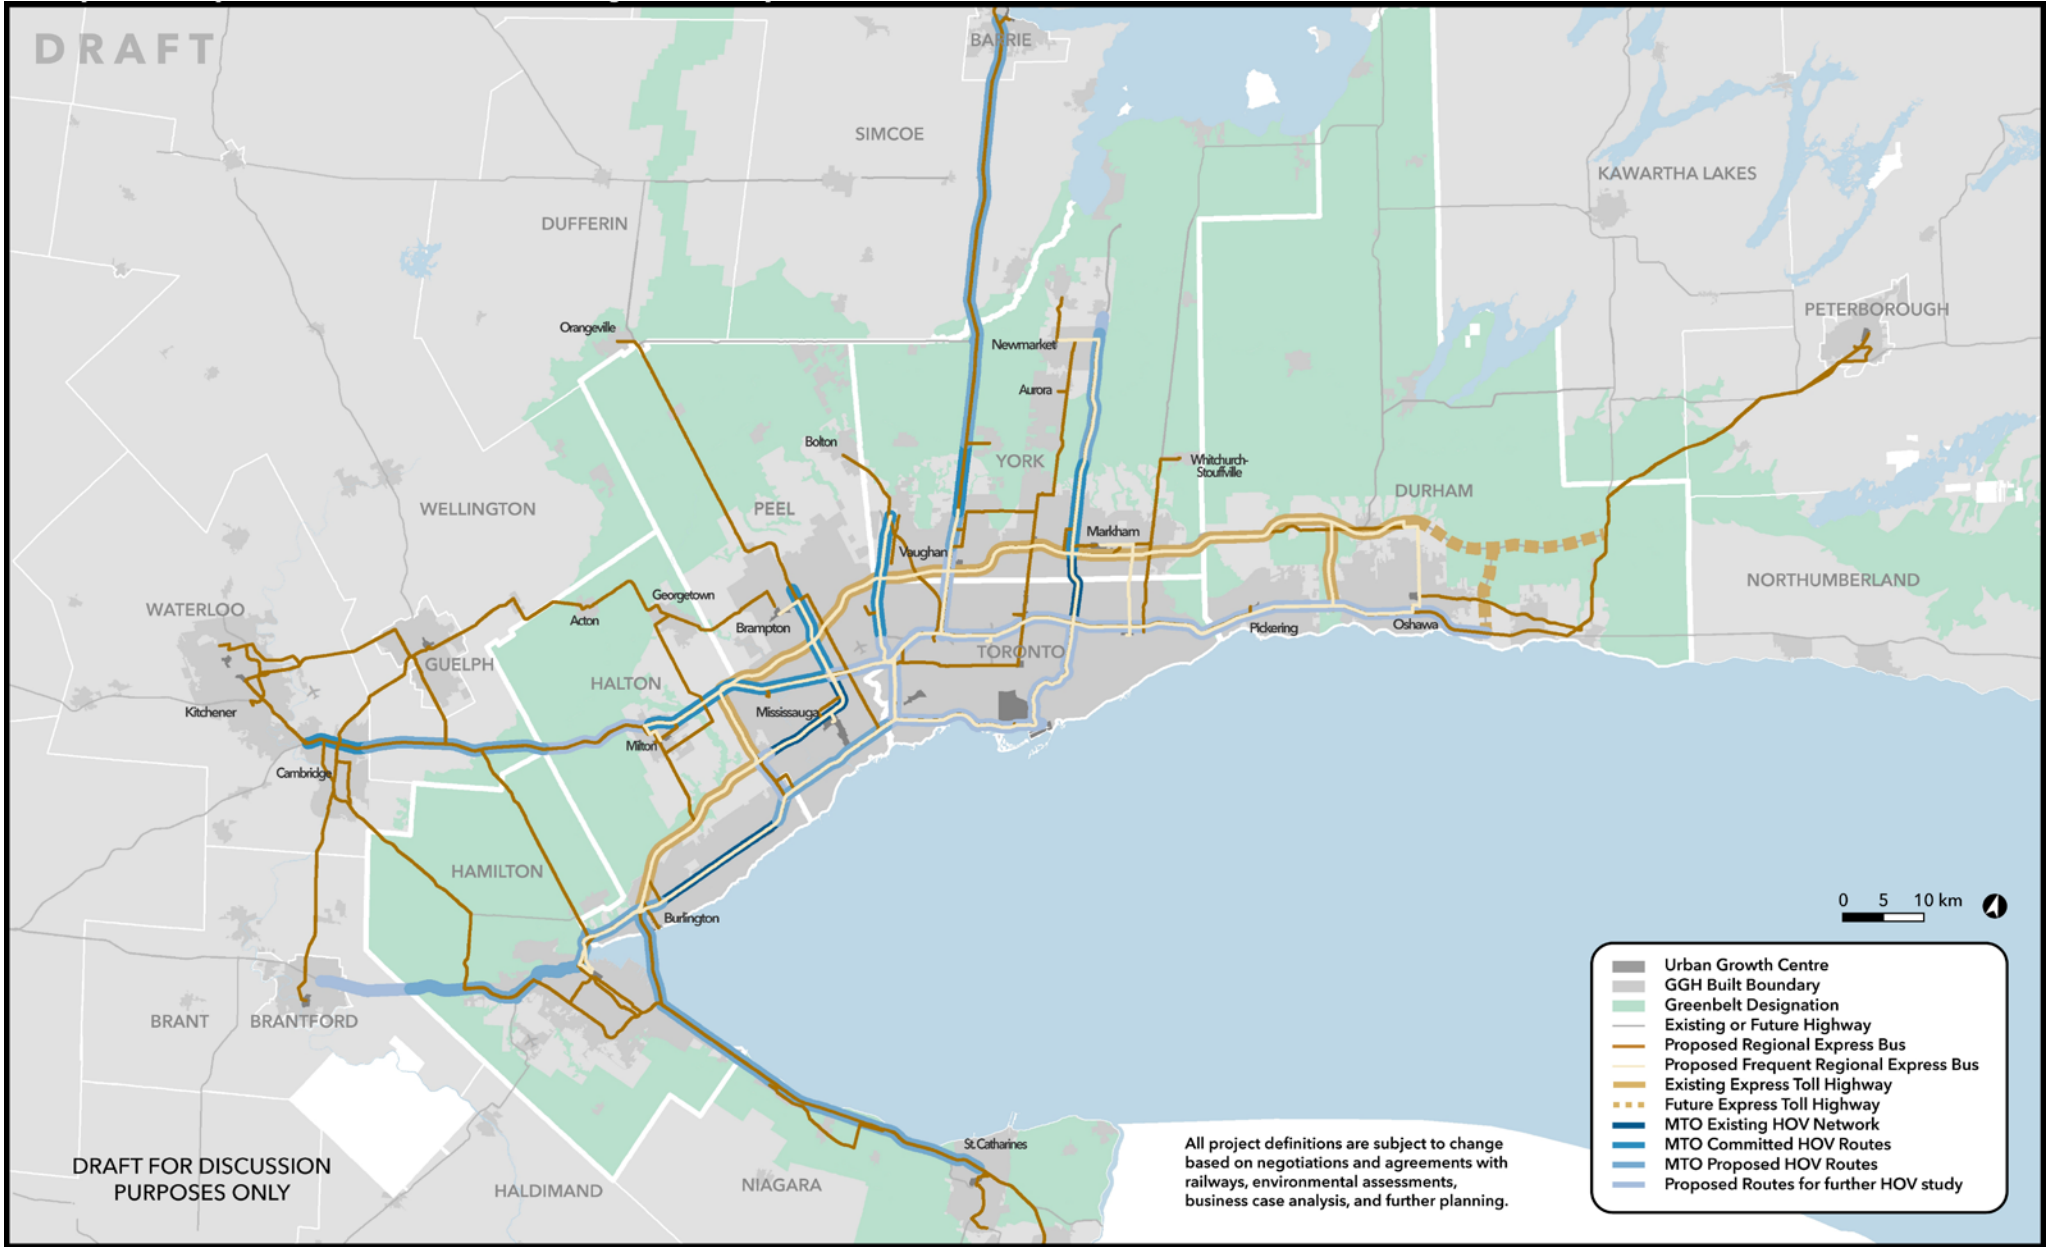 DRAFT
BARRIE
SIMCOE
KAWARTHA LAKES
DUFFERIN
PETERBOROUGH
Orangeville
Newmarket
Aurora
Bolton
YORK
Whitchurch-
Stouffville
DURHAM
WELLINGTON
PEEL
Markham
Vaughan
NORTHUMBERLAND
WATERLOO
Georgetown
Acton
Brampton
Pickering
Oshawa
GUELPH
TORONTO
HALTON
Kitchener
Mississauga
Milton
Cambridge
HAMILTON
Burlington
BRANT
BRANTFORD
St. Catharines
NIAGARA
HALDIMAND
DRAFT FOR DISCUSSION
PURPOSES ONLY
All project definitions are subject to change
based on negotiations and agreements with
railways, environmental assessments,
business case analysis, and further planning.
0 5 10 km
Urban Growth Centre
GGH Built Boundary
Greenbelt Designation
Existing or Future Highway
Proposed Regional Express Bus
Proposed Frequent Regional Express Bus
Existing Express Toll Highway
Future Express Toll Highway
MTO Existing HOV Network
MTO Committed HOV Routes
MTO Proposed HOV Routes
Proposed Routes for further HOV study